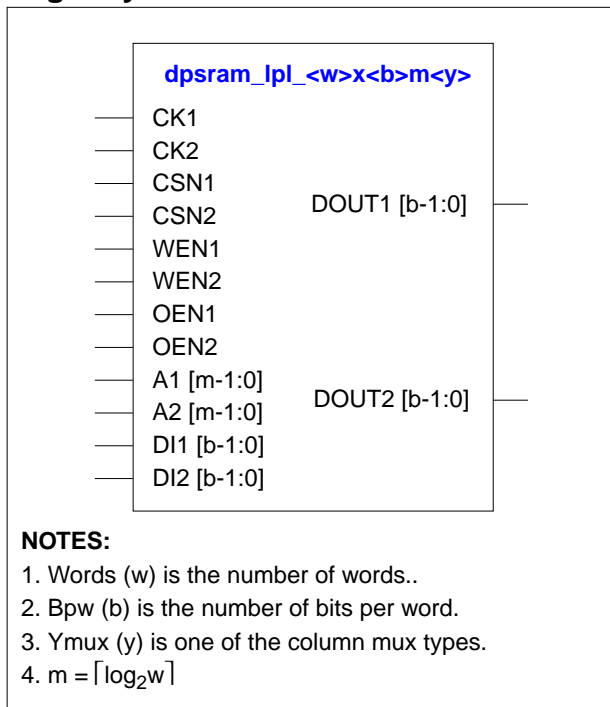 dpsram_lpl_<w>x<b>m<y>
CK1
CK2
CSN1
CSN2
WEN1
WEN2
OEN1
OEN2
A1 [m-1:0]
A2 [m-1:0]
DI1 [b-1:0]
DI2 [b-1:0]
DOUT1 [b-1:0]
DOUT2 [b-1:0]
NOTES:
1. Words (w) is the number of words..
2. Bpw (b) is the number of bits per word.
3. Ymux (y) is one of the column mux types.
4. m = ⌈log₂w⌉